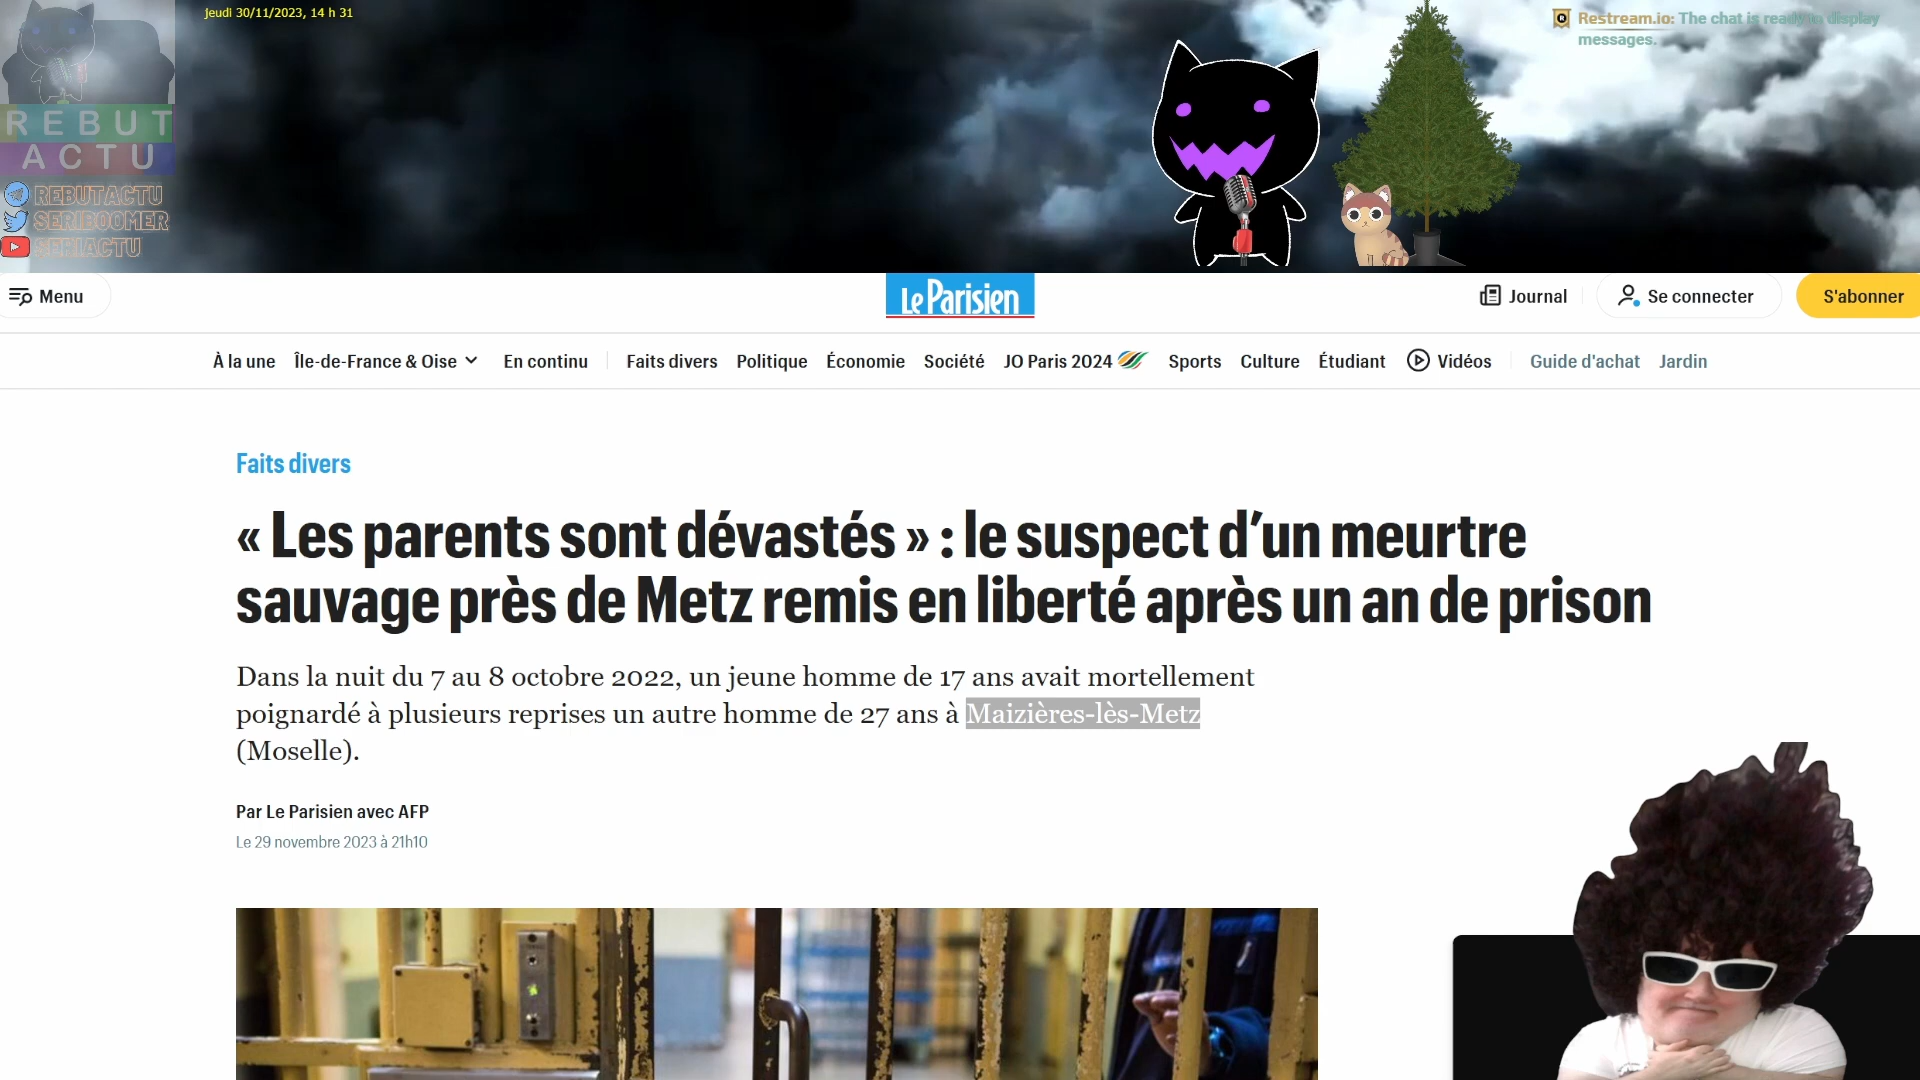 jeudi 30/11/2023, 14 h 31
Restream.io: The chat is ready to display
messages.
REBUT
ACTU
REBUTACTU
SERIBOOMER
SERIACTU
Menu
Le Parisien
Journal
Se connecter
S'abonner
À la une
Île-de-France & Oise
En continu
Faits divers
Politique
Économie
Société
JO Paris 2024
Sports
Culture
Étudiant
Vidéos
Guide d'achat
Jardin
Faits divers
« Les parents sont dévastés » : le suspect d’un meurtre
sauvage près de Metz remis en liberté après un an de prison
Dans la nuit du 7 au 8 octobre 2022, un jeune homme de 17 ans avait mortellement
poignardé à plusieurs reprises un autre homme de 27 ans à Maizières-lès-Metz
(Moselle).
Par Le Parisien avec AFP
Le 29 novembre 2023 à 21h10